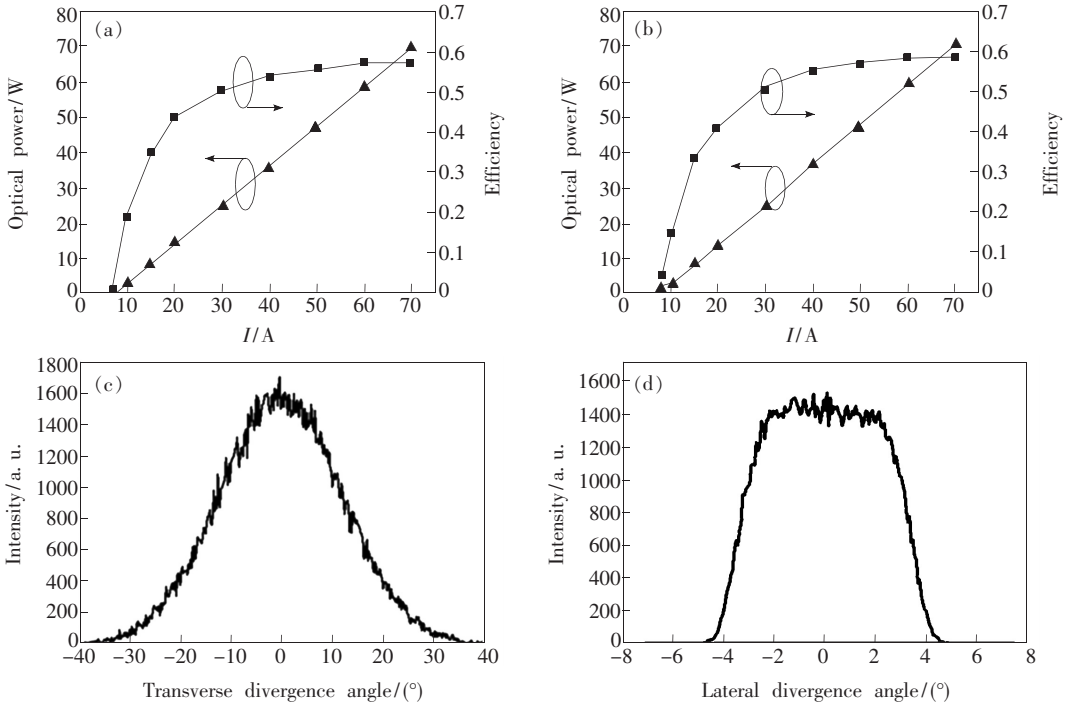 (a)
80
70
60
50
40
30
20
10
0
Optical power/W
0.7
0.6
0.5
0.4
0.3
0.2
0.1
0
Efficiency
0 10 20 30 40 50 60 70
I/A
(b)
80
70
60
50
40
30
20
10
0
Optical power/W
0.7
0.6
0.5
0.4
0.3
0.2
0.1
0
Efficiency
0 10 20 30 40 50 60 70
I/A
(c)
1800
1600
1400
1200
1000
800
600
400
200
0
Intensity/a. u.
−40 −30 −20 −10 0 10 20 30 40
Transverse divergence angle/(°)
(d)
1600
1400
1200
1000
800
600
400
200
0
Intensity/a. u.
−8 −6 −4 −2 0 2 4 6 8
Lateral divergence angle/(°)